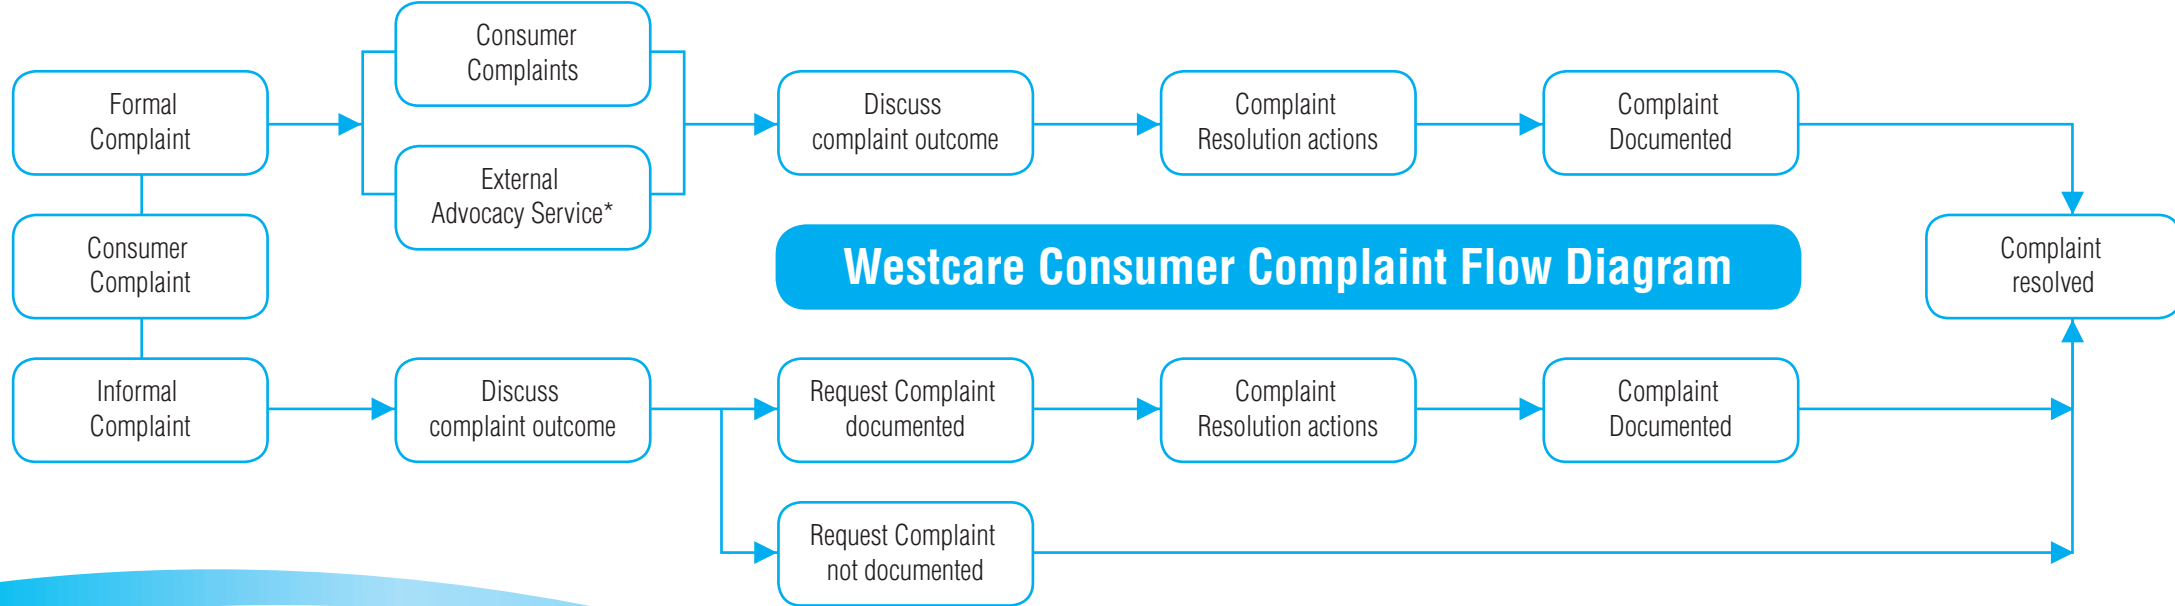 Consumer
Complaints
Formal
Complaint
Discuss
complaint outcome
Complaint
Resolution actions
Complaint
Documented
External
Advocacy Service*
Consumer
Complaint
Westcare Consumer Complaint Flow Diagram
Complaint
resolved
Informal
Complaint
Discuss
complaint outcome
Request Complaint
documented
Complaint
Resolution actions
Complaint
Documented
Request Complaint
not documented